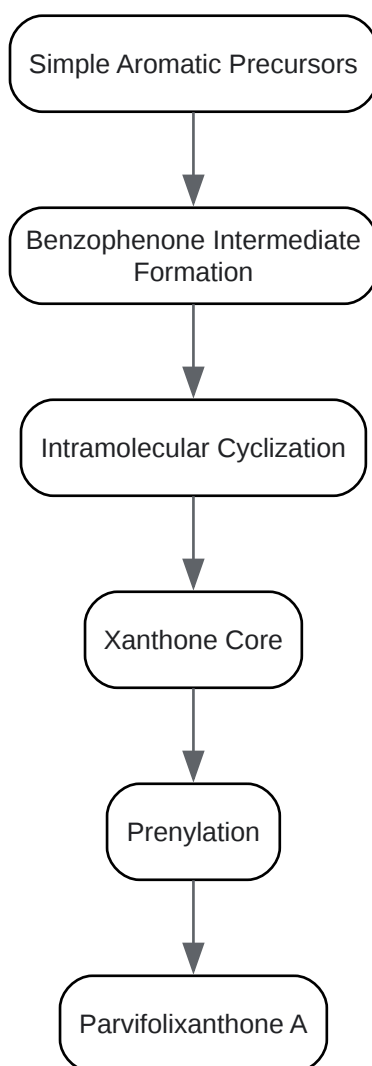 Simple Aromatic Precursors
Benzophenone Intermediate
Formation
Intramolecular Cyclization
Xanthone Core
Prenylation
Parvifolixanthone A